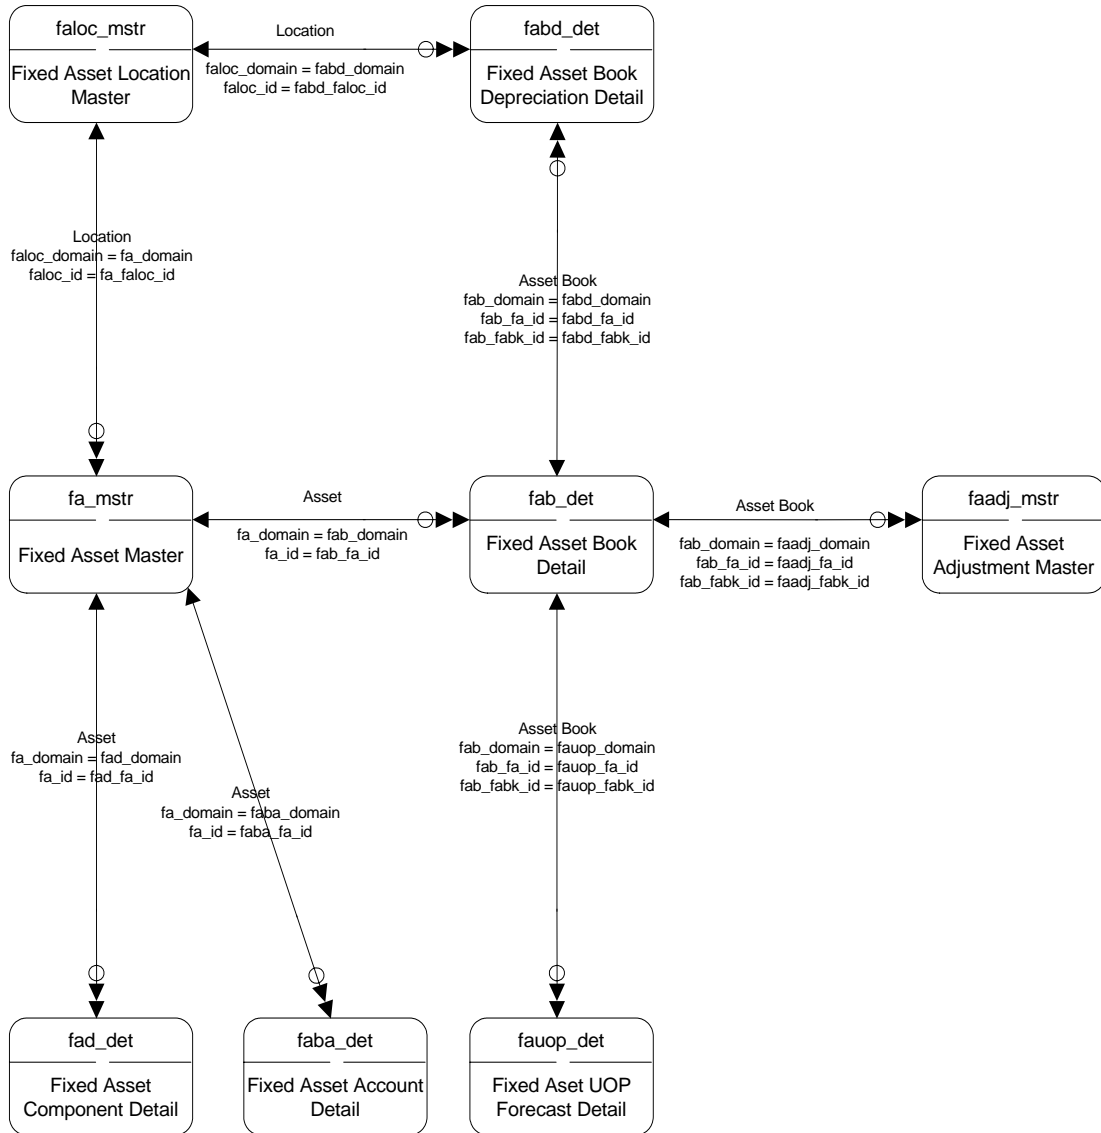 faloc_mstr
Fixed Asset Location
Master
Location
faloc_domain = fabd_domain
faloc_id = fabd_faloc_id
fabd_det
Fixed Asset Book
Depreciation Detail
Location
faloc_domain = fa_domain
faloc_id = fa_faloc_id
Asset Book
fab_domain = fabd_domain
fab_fa_id = fabd_fa_id
fab_fabk_id = fabd_fabk_id
fa_mstr
Fixed Asset Master
Asset
fa_domain = fab_domain
fa_id = fab_fa_id
fab_det
Fixed Asset Book
Detail
Asset Book
fab_domain = faadj_domain
fab_fa_id = faadj_fa_id
fab_fabk_id = faadj_fabk_id
faadj_mstr
Fixed Asset
Adjustment Master
Asset
fa_domain = fad_domain
fa_id = fad_fa_id
Asset
fa_domain = faba_domain
fa_id = faba_fa_id
Asset Book
fab_domain = fauop_domain
fab_fa_id = fauop_fa_id
fab_fabk_id = fauop_fabk_id
fad_det
Fixed Asset
Component Detail
faba_det
Fixed Asset Account
Detail
fauop_det
Fixed Aset UOP
Forecast Detail